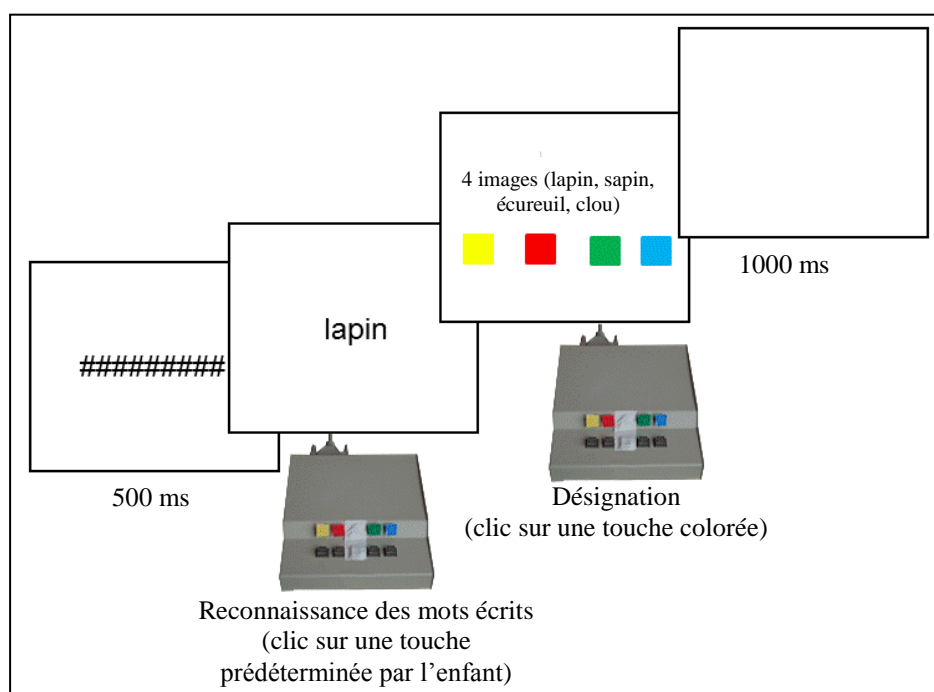 4 images (lapin, sapin,
écureuil, clou)
1000 ms
lapin
#########
500 ms
Désignation
(clic sur une touche colorée)
Reconnaissance des mots écrits
(clic sur une touche
prédéterminée par l’enfant)